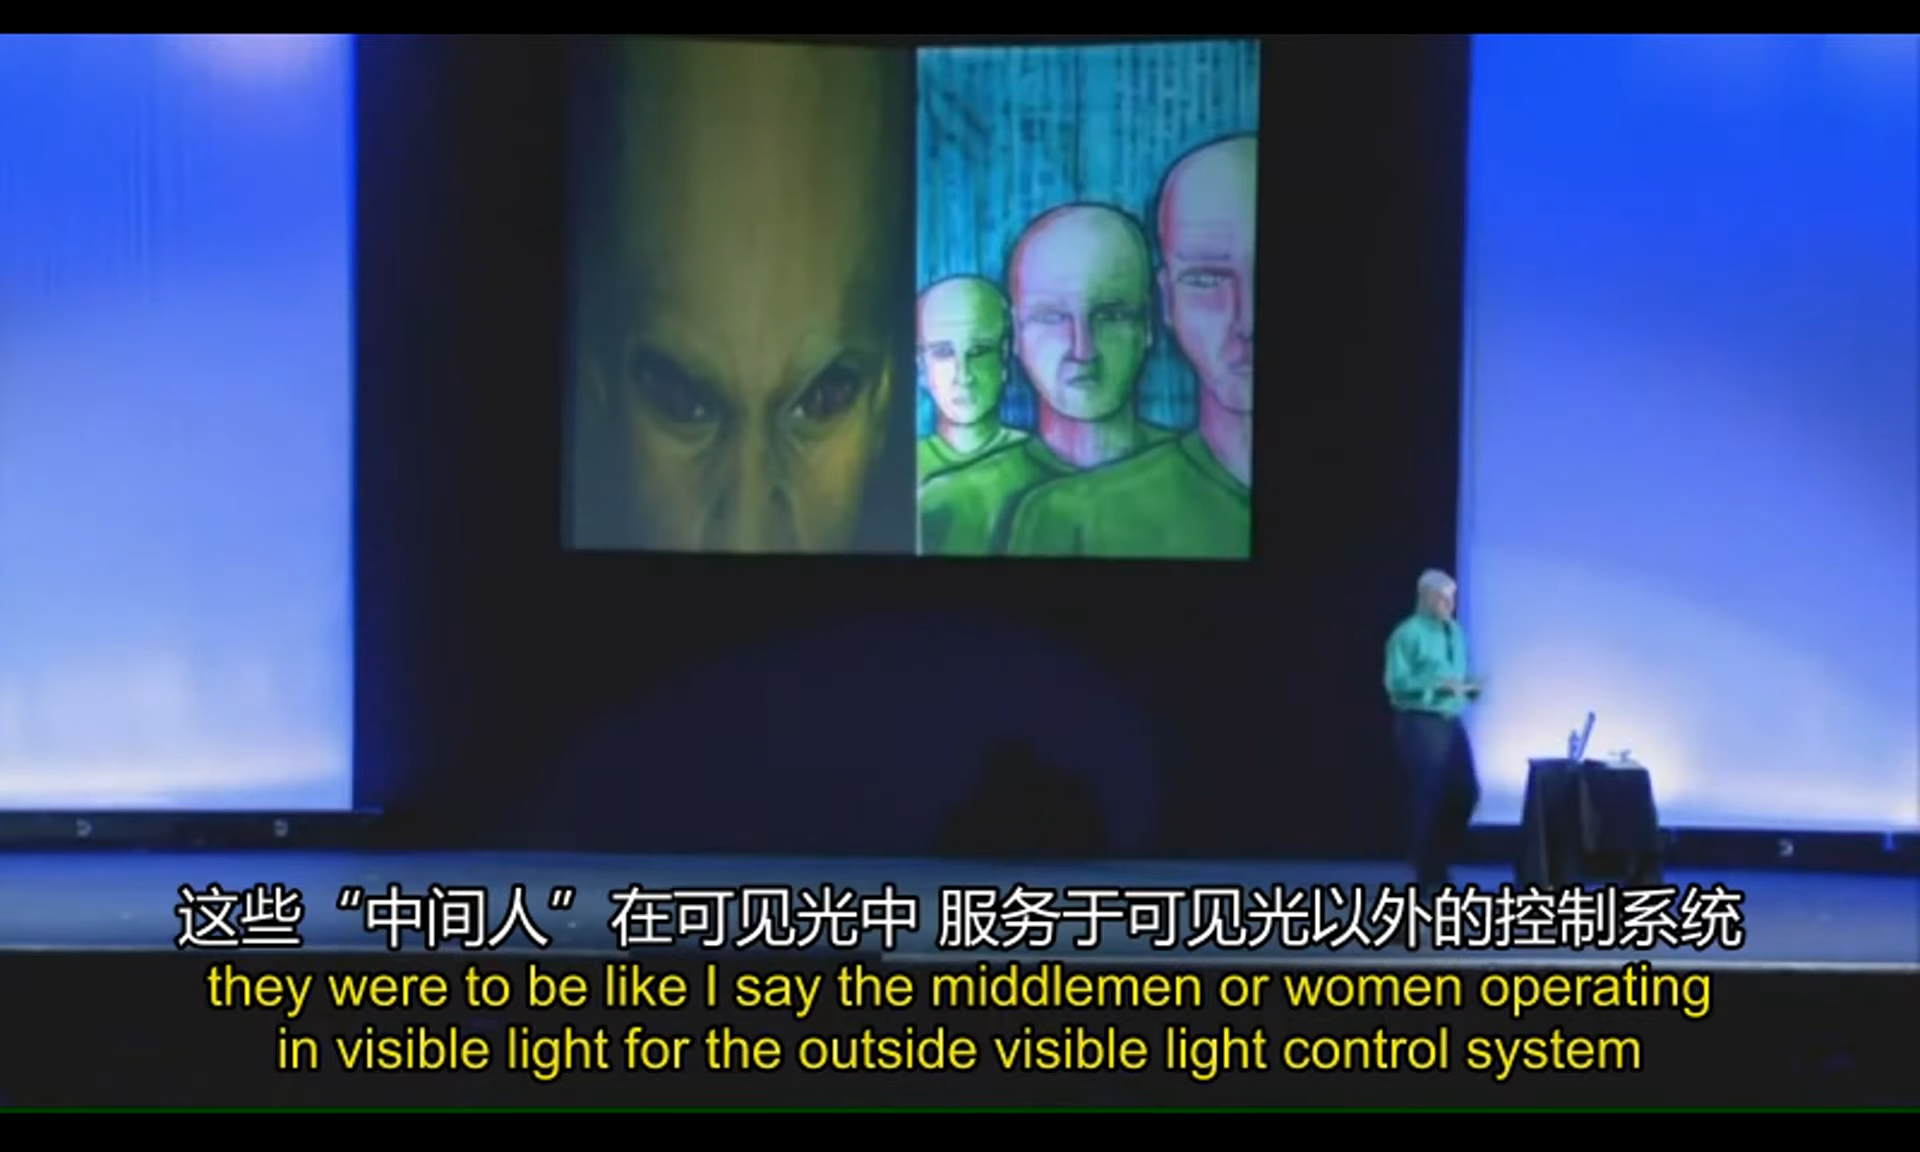 这些“中间人”在可见光中 服务于可见光以外的控制系统
they were to be like I say the middlemen or women operating
in visible light for the outside visible light control system